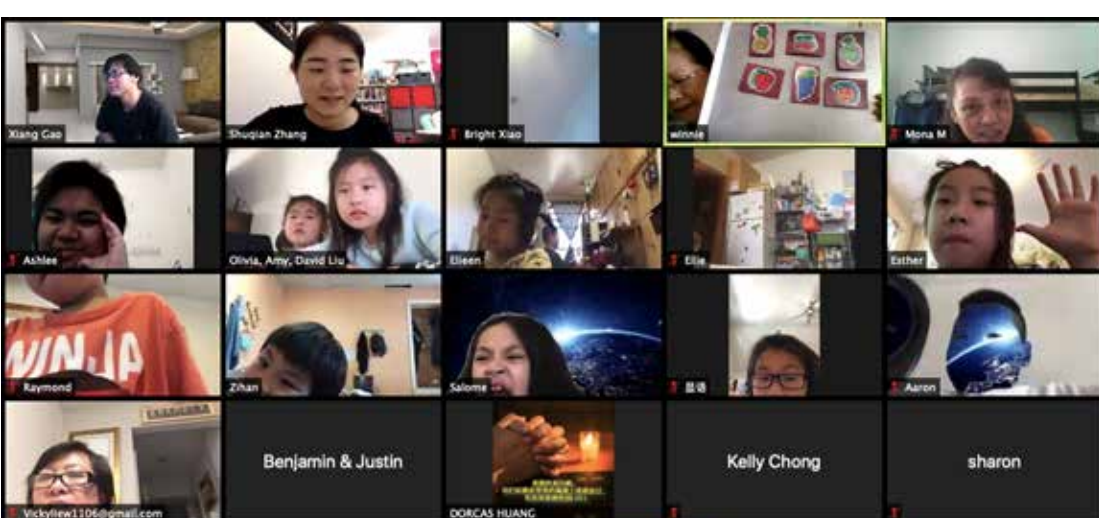 Xiang Gao
Shuqian Zhang
Bright Xiao
winnie
Mona M
Ashlee
Olivia, Amy, David Liu
Eileen
Ellie
Esther
NINJA
Raymond
Zihan
Salome
Aaron
Vickyliew1106@gmail.com
Benjamin & Justin
DORCAS HUANG
Kelly Chong
sharon